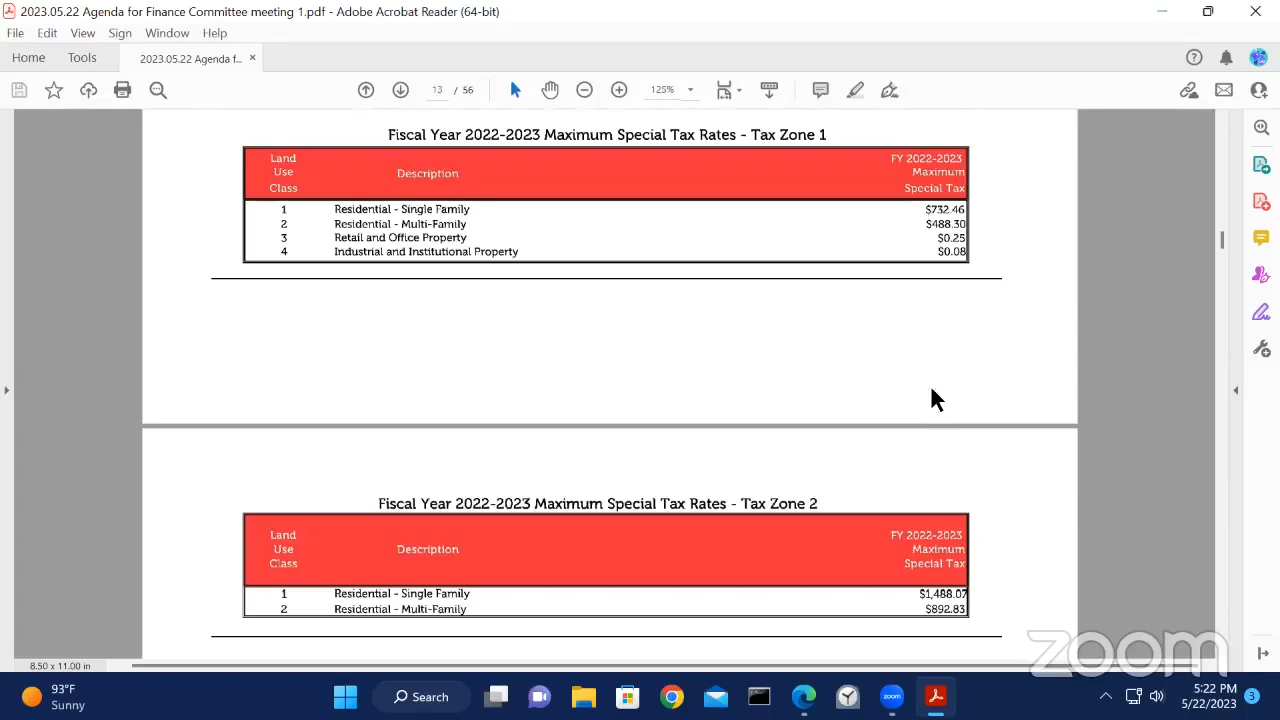 2023.05.22 Agenda for Finance Committee meeting 1.pdf - Adobe Acrobat Reader (64-bit)
File Edit View Sign Window Help
Home Tools 2023.05.22 Agenda f... ×
13 / 56 125%
Fiscal Year 2022-2023 Maximum Special Tax Rates - Tax Zone 1
Land FY 2022-2023
Use Description Maximum
Class Special Tax
1 Residential - Single Family $732.46
2 Residential - Multi-Family $488.30
3 Retail and Office Property $0.25
4 Industrial and Institutional Property $0.08
Fiscal Year 2022-2023 Maximum Special Tax Rates - Tax Zone 2
Land FY 2022-2023
Use Description Maximum
Class Special Tax
1 Residential - Single Family $1,488.07
2 Residential - Multi-Family $892.83
zoom
8.50 x 11.00 in
93°F
Sunny
Search
zoom
5:22 PM
5/22/2023
3